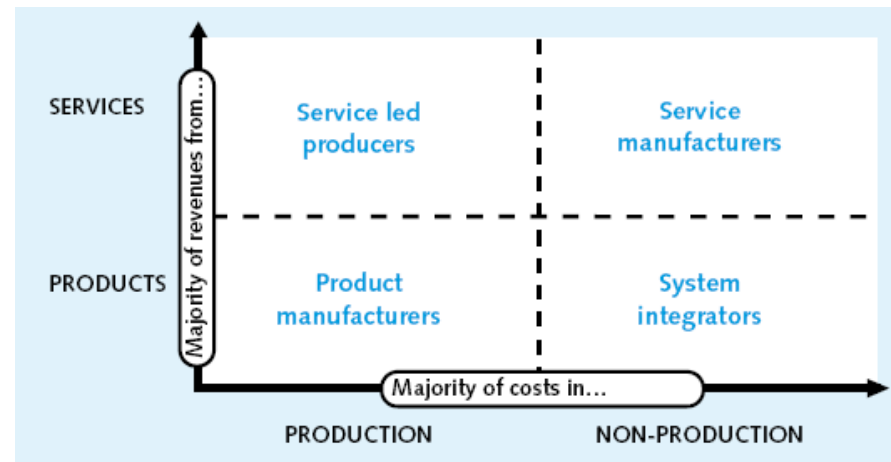 SERVICES
Majority of revenues from...
Service led
producers
Service
manufacturers
PRODUCTS
Product
manufacturers
System
integrators
Majority of costs in...
PRODUCTION
NON-PRODUCTION